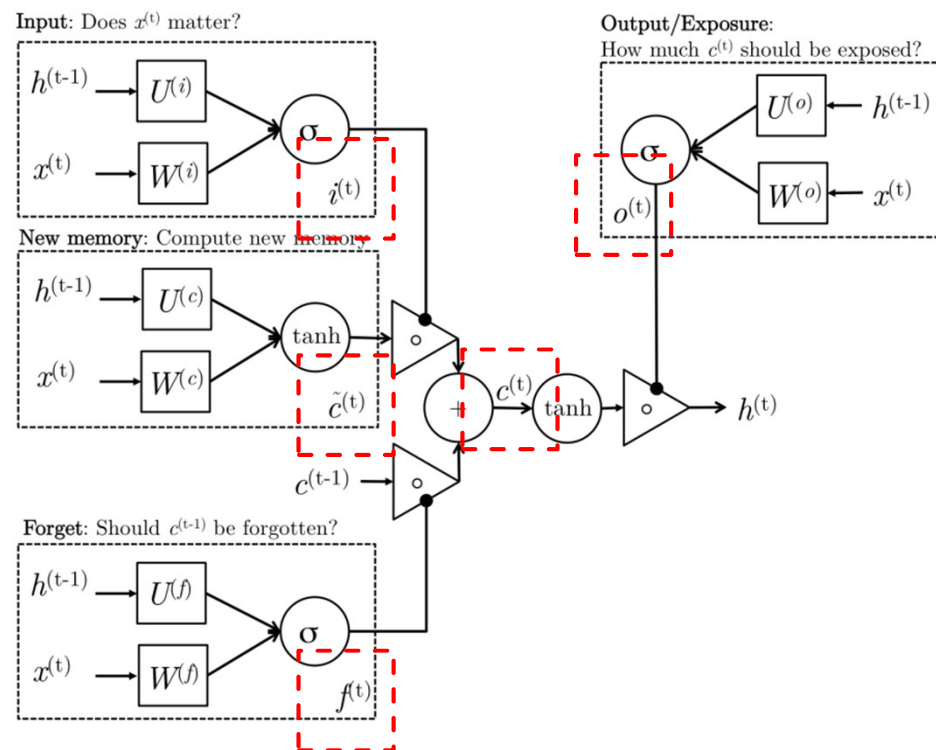 Input: Does x^(t) matter?
h^(t-1)
U^(i)
σ
x^(t)
W^(i)
i^(t)
New memory: Compute new memory
h^(t-1)
U^(c)
tanh
x^(t)
W^(c)
c̃^(t)
c^(t-1)
Forget: Should c^(t-1) be forgotten?
h^(t-1)
U^(f)
σ
x^(t)
W^(f)
f^(t)
∘
+
∘
c^(t)
tanh
∘
h^(t)
Output/Exposure:
How much c^(t) should be exposed?
U^(o)
h^(t-1)
σ
W^(o)
x^(t)
o^(t)